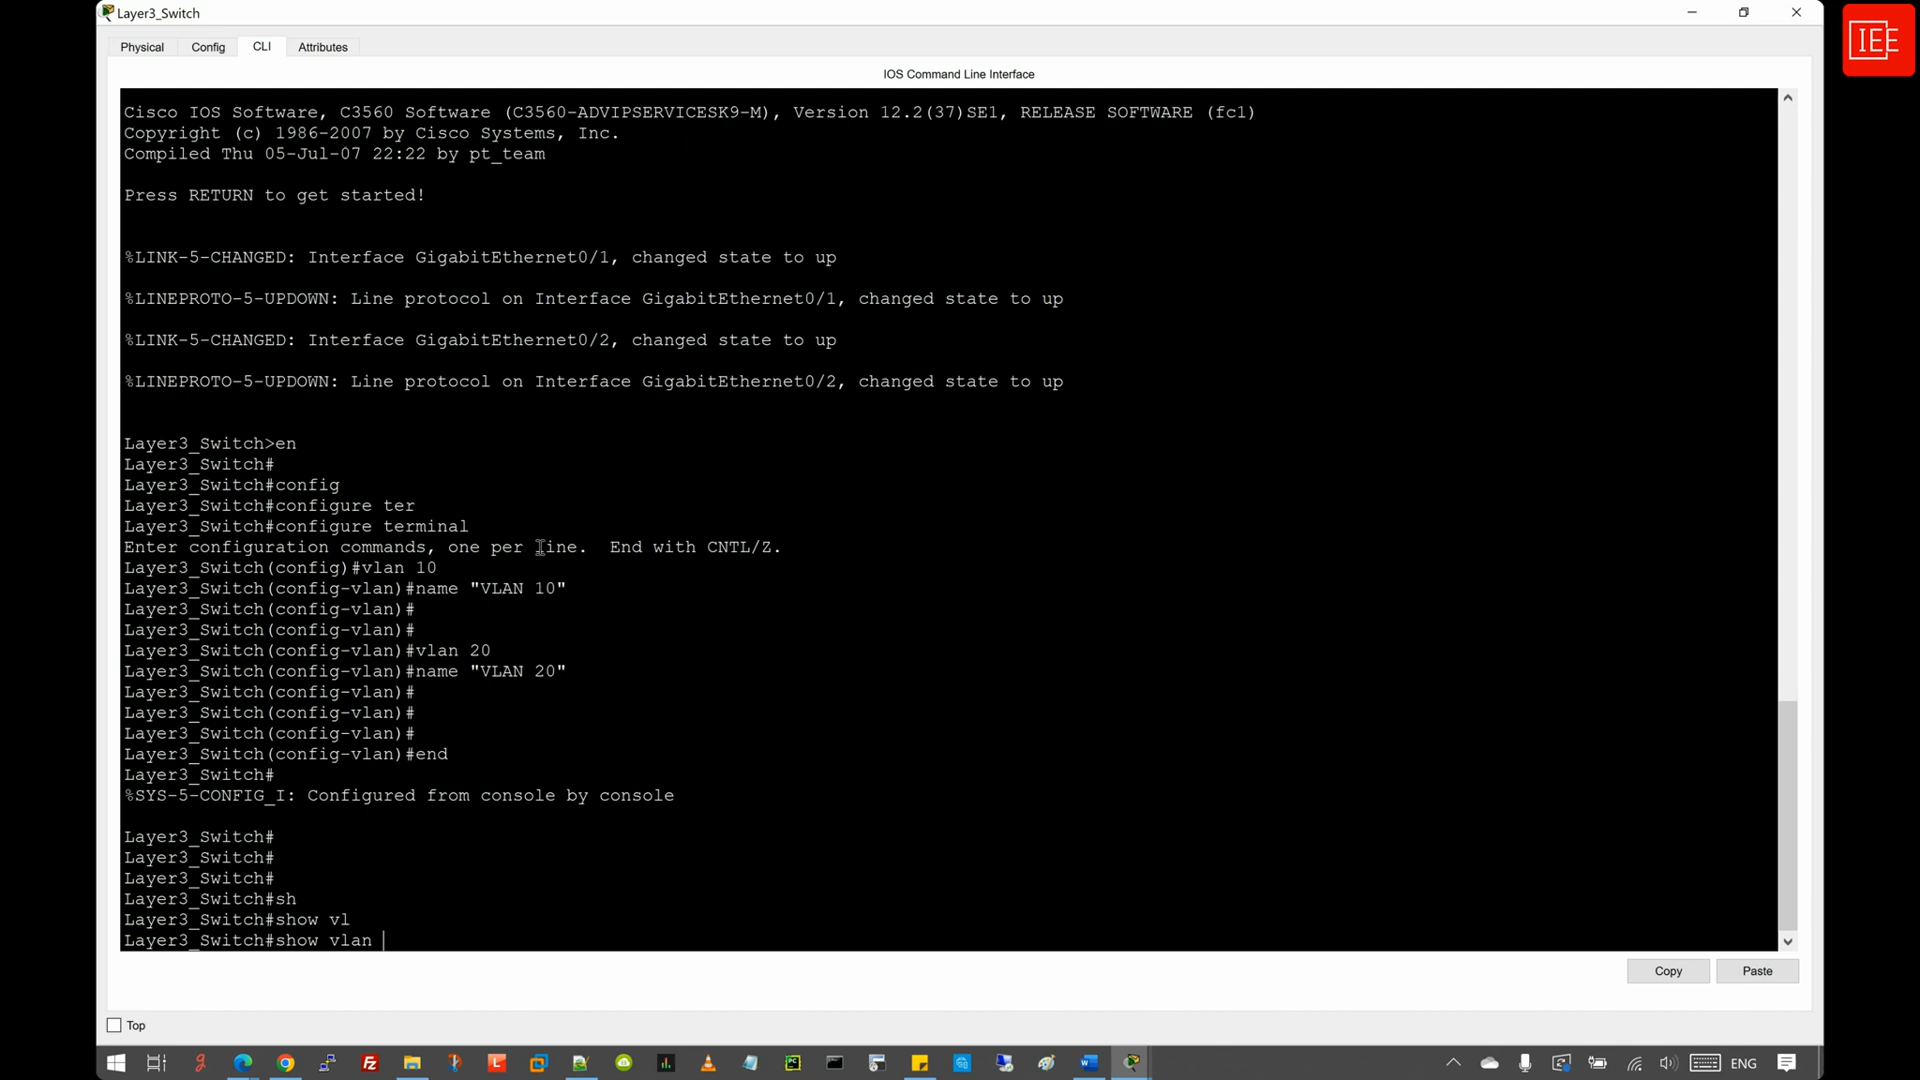 Layer3_Switch
IEE
Physical Config CLI Attributes
IOS Command Line Interface
Cisco IOS Software, C3560 Software (C3560-ADVIPSERVICESK9-M), Version 12.2(37)SE1, RELEASE SOFTWARE (fc1)
Copyright (c) 1986-2007 by Cisco Systems, Inc.
Compiled Thu 05-Jul-07 22:22 by pt_team
Press RETURN to get started!
%LINK-5-CHANGED: Interface GigabitEthernet0/1, changed state to up
%LINEPROTO-5-UPDOWN: Line protocol on Interface GigabitEthernet0/1, changed state to up
%LINK-5-CHANGED: Interface GigabitEthernet0/2, changed state to up
%LINEPROTO-5-UPDOWN: Line protocol on Interface GigabitEthernet0/2, changed state to up
Layer3_Switch>en
Layer3_Switch#
Layer3_Switch#config
Layer3_Switch#configure ter
Layer3_Switch#configure terminal
Enter configuration commands, one per line.  End with CNTL/Z.
Layer3_Switch(config)#vlan 10
Layer3_Switch(config-vlan)#name "VLAN 10"
Layer3_Switch(config-vlan)#
Layer3_Switch(config-vlan)#
Layer3_Switch(config-vlan)#vlan 20
Layer3_Switch(config-vlan)#name "VLAN 20"
Layer3_Switch(config-vlan)#
Layer3_Switch(config-vlan)#
Layer3_Switch(config-vlan)#
Layer3_Switch(config-vlan)#end
Layer3_Switch#
%SYS-5-CONFIG_I: Configured from console by console
Layer3_Switch#
Layer3_Switch#
Layer3_Switch#
Layer3_Switch#sh
Layer3_Switch#show vl
Layer3_Switch#show vlan
Copy Paste
Top
ENG